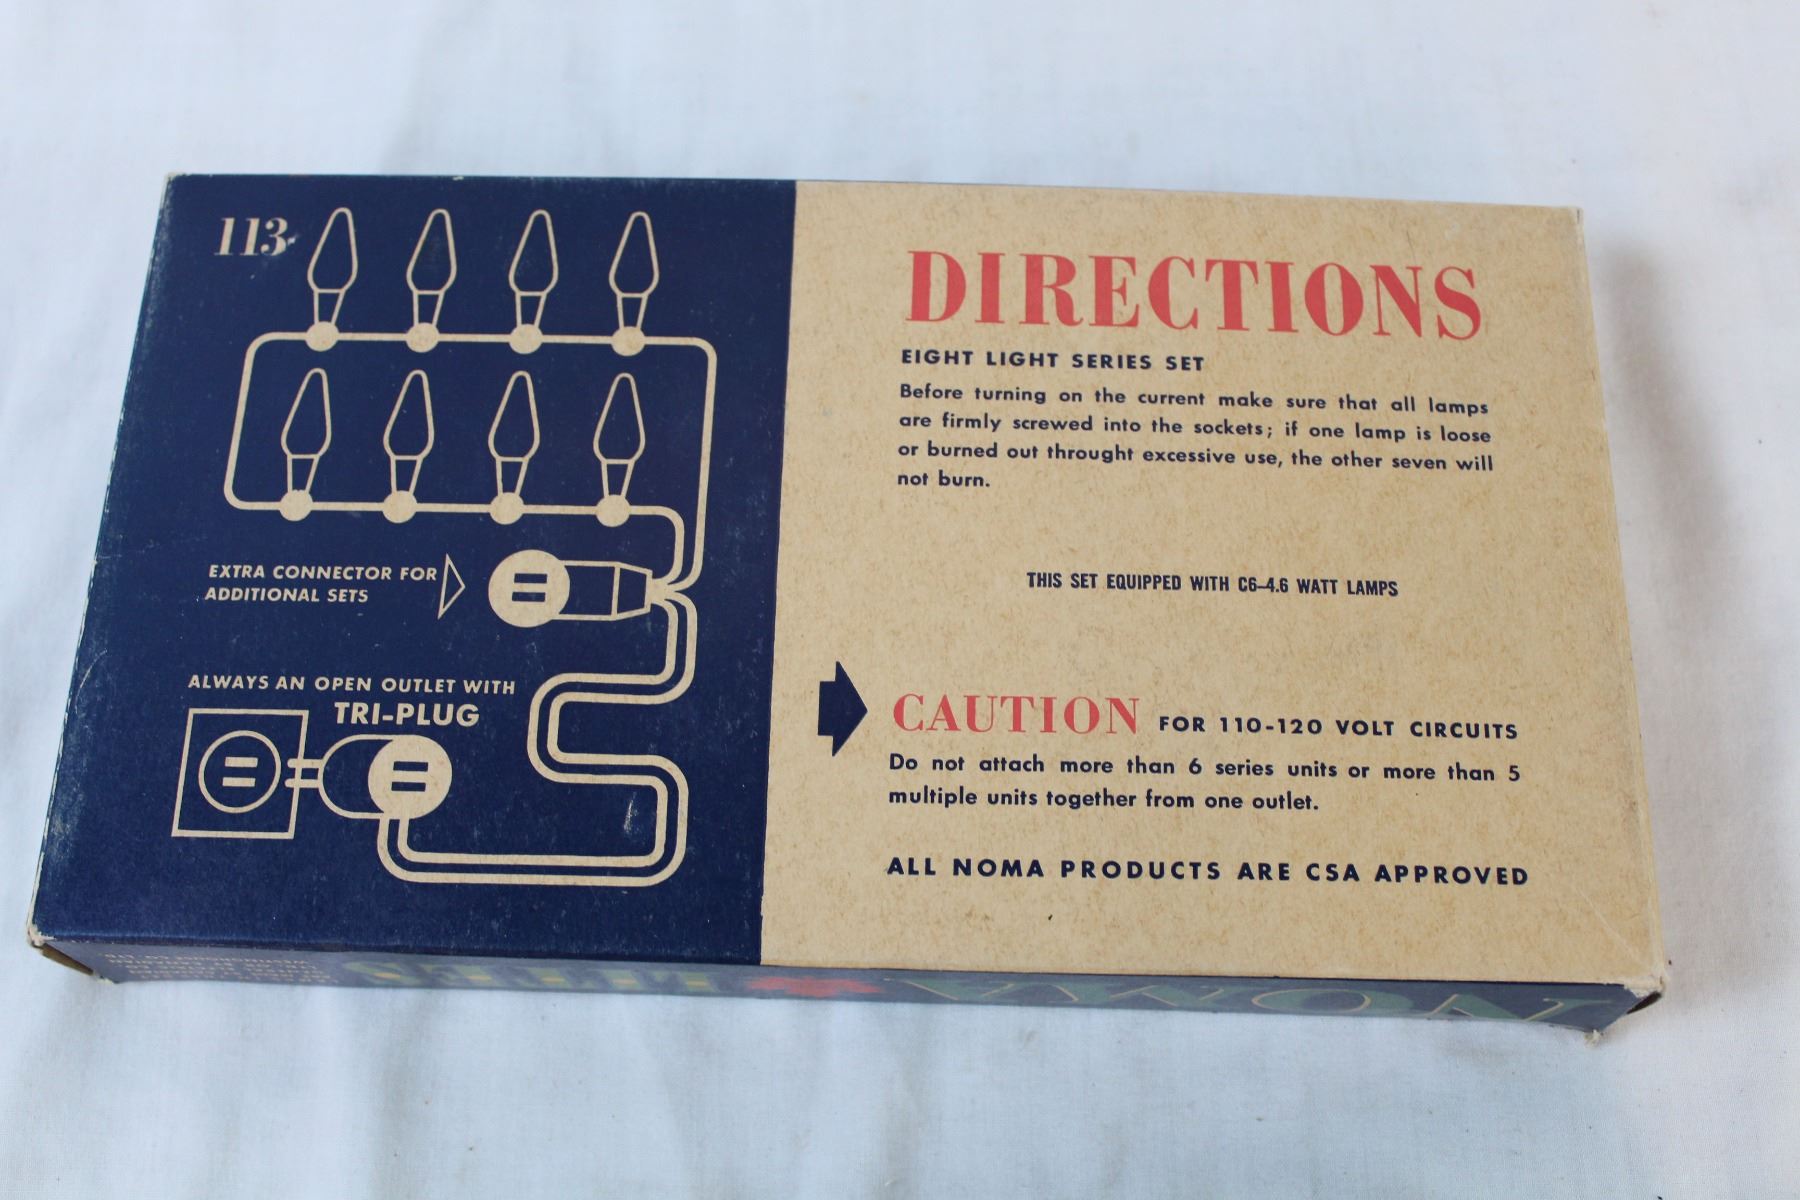 113
EXTRA CONNECTOR FOR
ADDITIONAL SETS
ALWAYS AN OPEN OUTLET WITH
TRI-PLUG
DIRECTIONS
EIGHT LIGHT SERIES SET
Before turning on the current make sure that all lamps
are firmly screwed into the sockets; if one lamp is loose
or burned out throught excessive use, the other seven will
not burn.
THIS SET EQUIPPED WITH C6-4.6 WATT LAMPS
CAUTION FOR 110-120 VOLT CIRCUITS
Do not attach more than 6 series units or more than 5
multiple units together from one outlet.
ALL NOMA PRODUCTS ARE CSA APPROVED
NOMA LITES